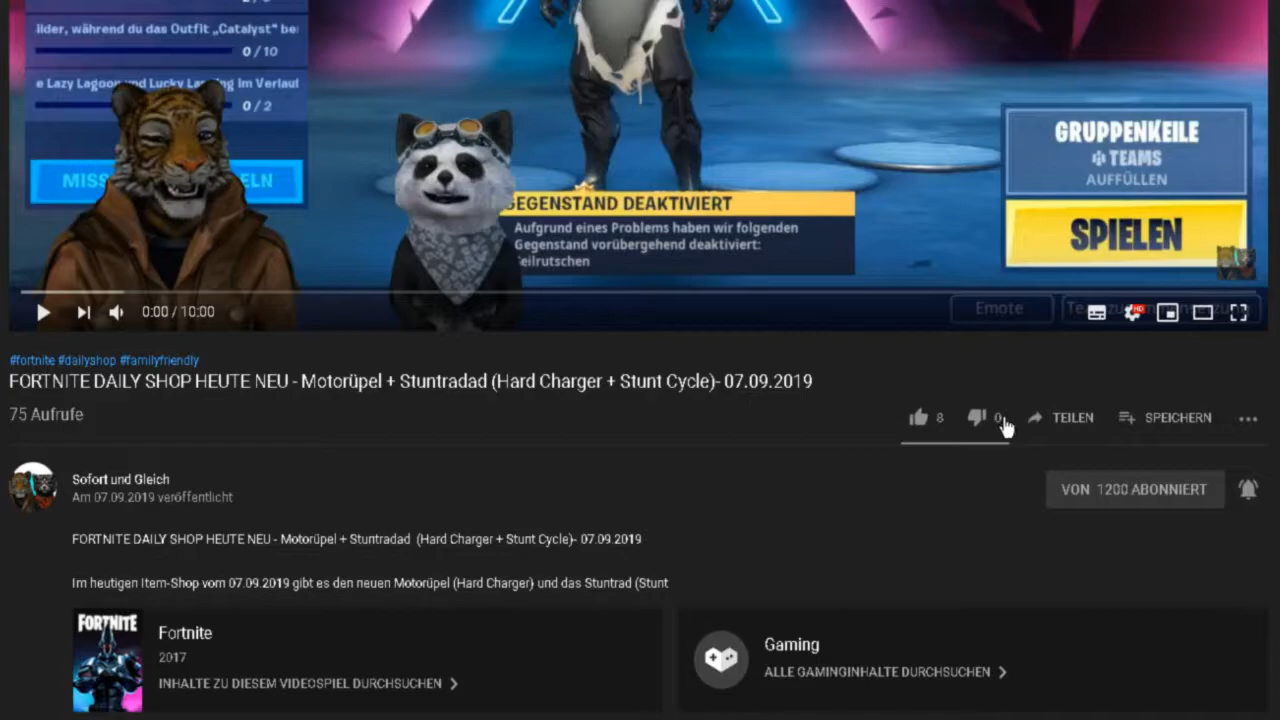 ilder, während du das Outfit „Catalyst“ be
0/10
e Lazy Lagoon und Lucky Landing Im Verlauf
0/2
GRUPPENKEILE
TEAMS
AUFFÜLLEN
SPIELEN
GEGENSTAND DEAKTIVIERT
Aufgrund eines Problems haben wir folgenden
Gegenstand vorübergehend deaktiviert:
eilrutschen
0:00 / 10:00
Emote
HD
#fortnite #dailyshop #familyfriendly
FORTNITE DAILY SHOP HEUTE NEU - Motorüpel + Stuntradad (Hard Charger + Stunt Cycle)- 07.09.2019
75 Aufrufe
8
0
TEILEN
SPEICHERN
Sofort und Gleich
Am 07.09.2019 veröffentlicht
VON 1200 ABONNIERT
FORTNITE DAILY SHOP HEUTE NEU - Motorüpel + Stuntradad (Hard Charger + Stunt Cycle)- 07.09.2019
Im heutigen Item-Shop vom 07.09.2019 gibt es den neuen Motorüpel (Hard Charger) und das Stuntrad (Stunt
FORTNITE
Fortnite
2017
INHALTE ZU DIESEM VIDEOSPIEL DURCHSUCHEN
Gaming
ALLE GAMINGINHALTE DURCHSUCHEN